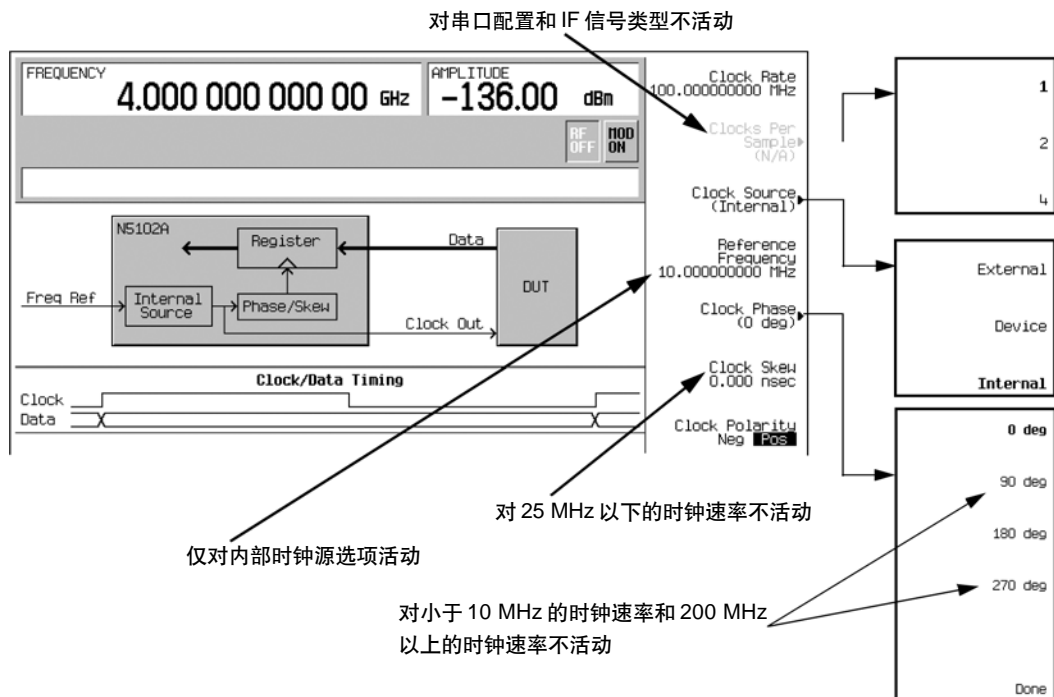 对串口配置和 IF 信号类型不活动
FREQUENCY
4.000 000 000 00 GHz
AMPLITUDE
-136.00 dBm
RF
OFF
MOD
ON
N5102A
Register
Data
DUT
Freq Ref
Internal
Source
Phase/Skew
Clock Out
Clock/Data Timing
Clock
Data
Clock Rate
100.000000000 MHz
Clocks Per
Sample
(N/A)
Clock Source
(Internal)
Reference
Frequency
10.000000000 MHz
Clock Phase
(0 deg)
Clock Skew
0.000 nsec
Clock Polarity
Neg Pos
1
2
4
External
Device
Internal
0 deg
90 deg
180 deg
270 deg
Done
对 25 MHz 以下的时钟速率不活动
仅对内部时钟源选项活动
对小于 10 MHz 的时钟速率和 200 MHz
以上的时钟速率不活动